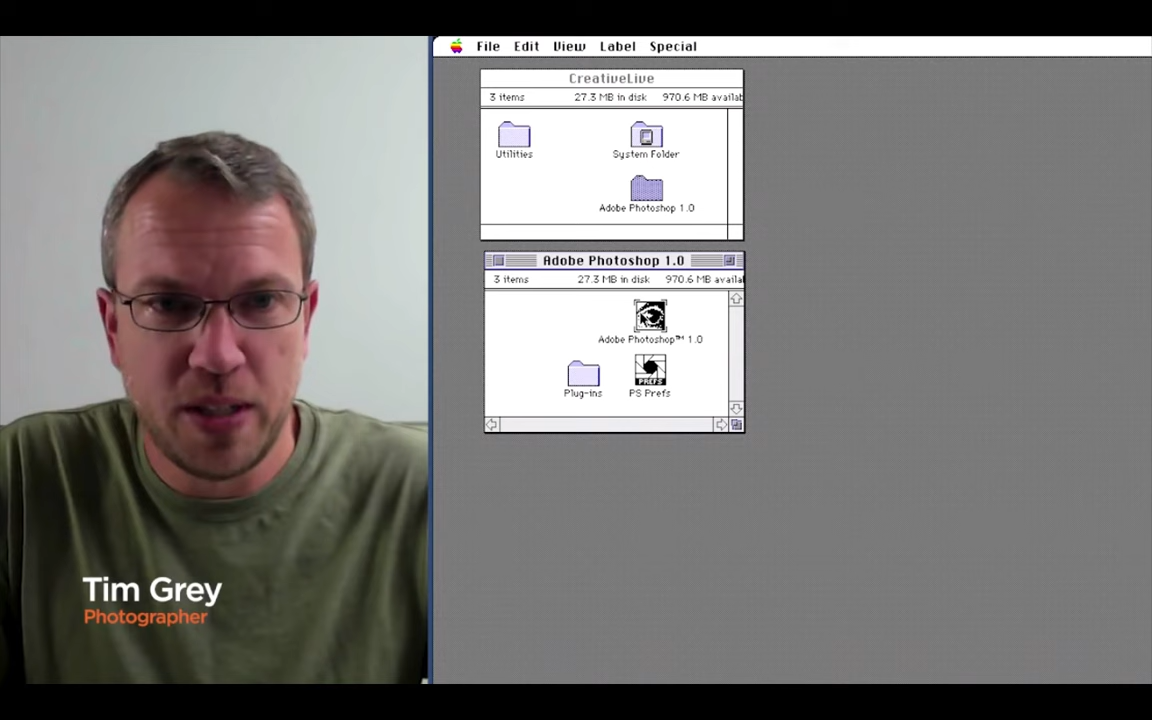 File Edit View Label Special
CreativeLive
3 items 27.3 MB in disk 970.6 MB availab
Utilities
System Folder
Adobe Photoshop 1.0
Adobe Photoshop 1.0
3 items 27.3 MB in disk 970.6 MB availal
Adobe Photoshop™ 1.0
PREFS
Plug-ins
PS Prefs
Tim Grey
Photographer